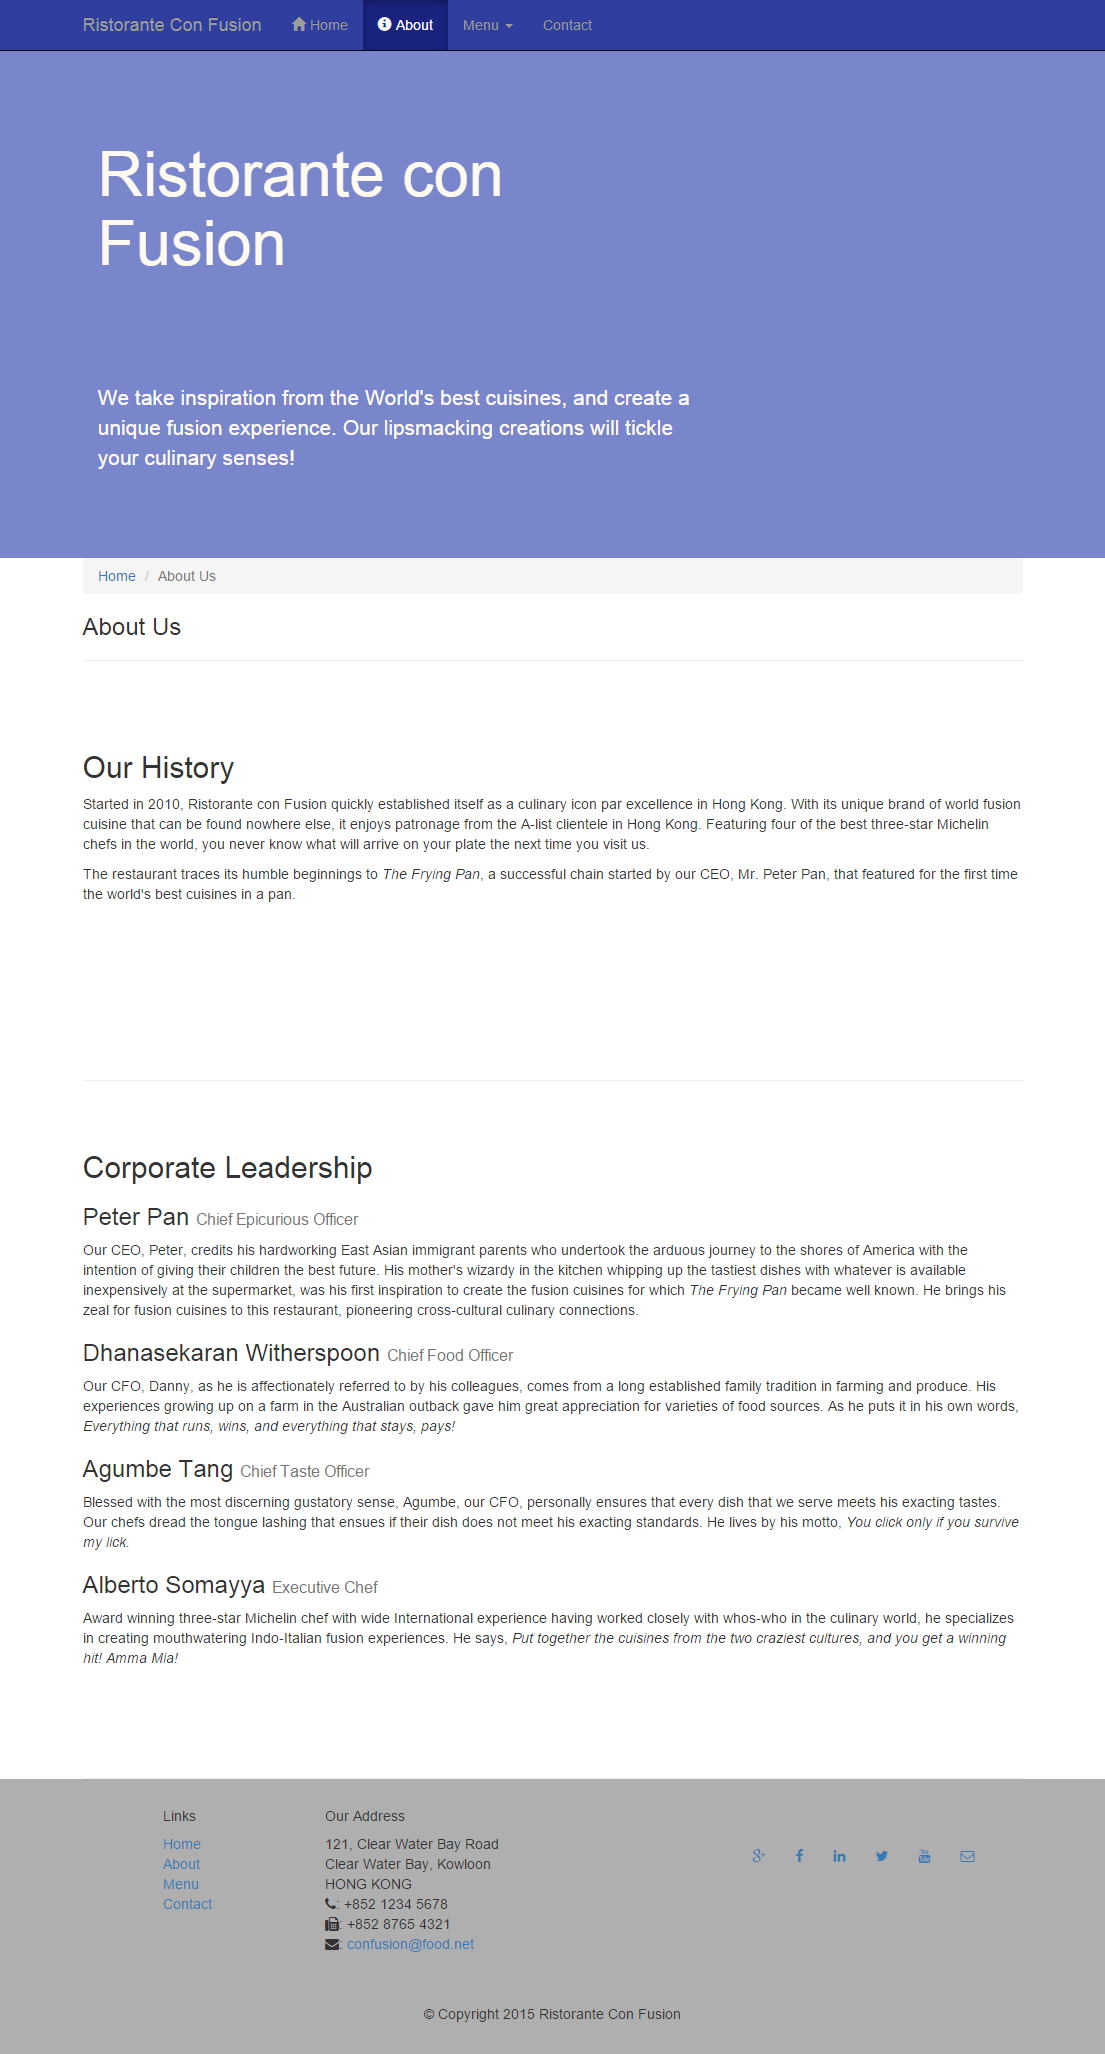 Ristorante Con Fusion Home About Menu Contact
Ristorante con
Fusion
We take inspiration from the World's best cuisines, and create a
unique fusion experience. Our lipsmacking creations will tickle
your culinary senses!
Home / About Us
About Us
Our History
Started in 2010, Ristorante con Fusion quickly established itself as a culinary icon par excellence in Hong Kong. With its unique brand of world fusion
cuisine that can be found nowhere else, it enjoys patronage from the A-list clientele in Hong Kong. Featuring four of the best three-star Michelin
chefs in the world, you never know what will arrive on your plate the next time you visit us.
The restaurant traces its humble beginnings to The Frying Pan, a successful chain started by our CEO, Mr. Peter Pan, that featured for the first time
the world's best cuisines in a pan.
Corporate Leadership
Peter Pan Chief Epicurious Officer
Our CEO, Peter, credits his hardworking East Asian immigrant parents who undertook the arduous journey to the shores of America with the
intention of giving their children the best future. His mother's wizardy in the kitchen whipping up the tastiest dishes with whatever is available
inexpensively at the supermarket, was his first inspiration to create the fusion cuisines for which The Frying Pan became well known. He brings his
zeal for fusion cuisines to this restaurant, pioneering cross-cultural culinary connections.
Dhanasekaran Witherspoon Chief Food Officer
Our CFO, Danny, as he is affectionately referred to by his colleagues, comes from a long established family tradition in farming and produce. His
experiences growing up on a farm in the Australian outback gave him great appreciation for varieties of food sources. As he puts it in his own words,
Everything that runs, wins, and everything that stays, pays!
Agumbe Tang Chief Taste Officer
Blessed with the most discerning gustatory sense, Agumbe, our CFO, personally ensures that every dish that we serve meets his exacting tastes.
Our chefs dread the tongue lashing that ensues if their dish does not meet his exacting standards. He lives by his motto, You click only if you survive
my lick.
Alberto Somayya Executive Chef
Award winning three-star Michelin chef with wide International experience having worked closely with whos-who in the culinary world, he specializes
in creating mouthwatering Indo-Italian fusion experiences. He says, Put together the cuisines from the two craziest cultures, and you get a winning
hit! Amma Mia!
Links
Home
About
Menu
Contact
Our Address
121, Clear Water Bay Road
Clear Water Bay, Kowloon
HONG KONG
: +852 1234 5678
: +852 8765 4321
: confusion@food.net
© Copyright 2015 Ristorante Con Fusion